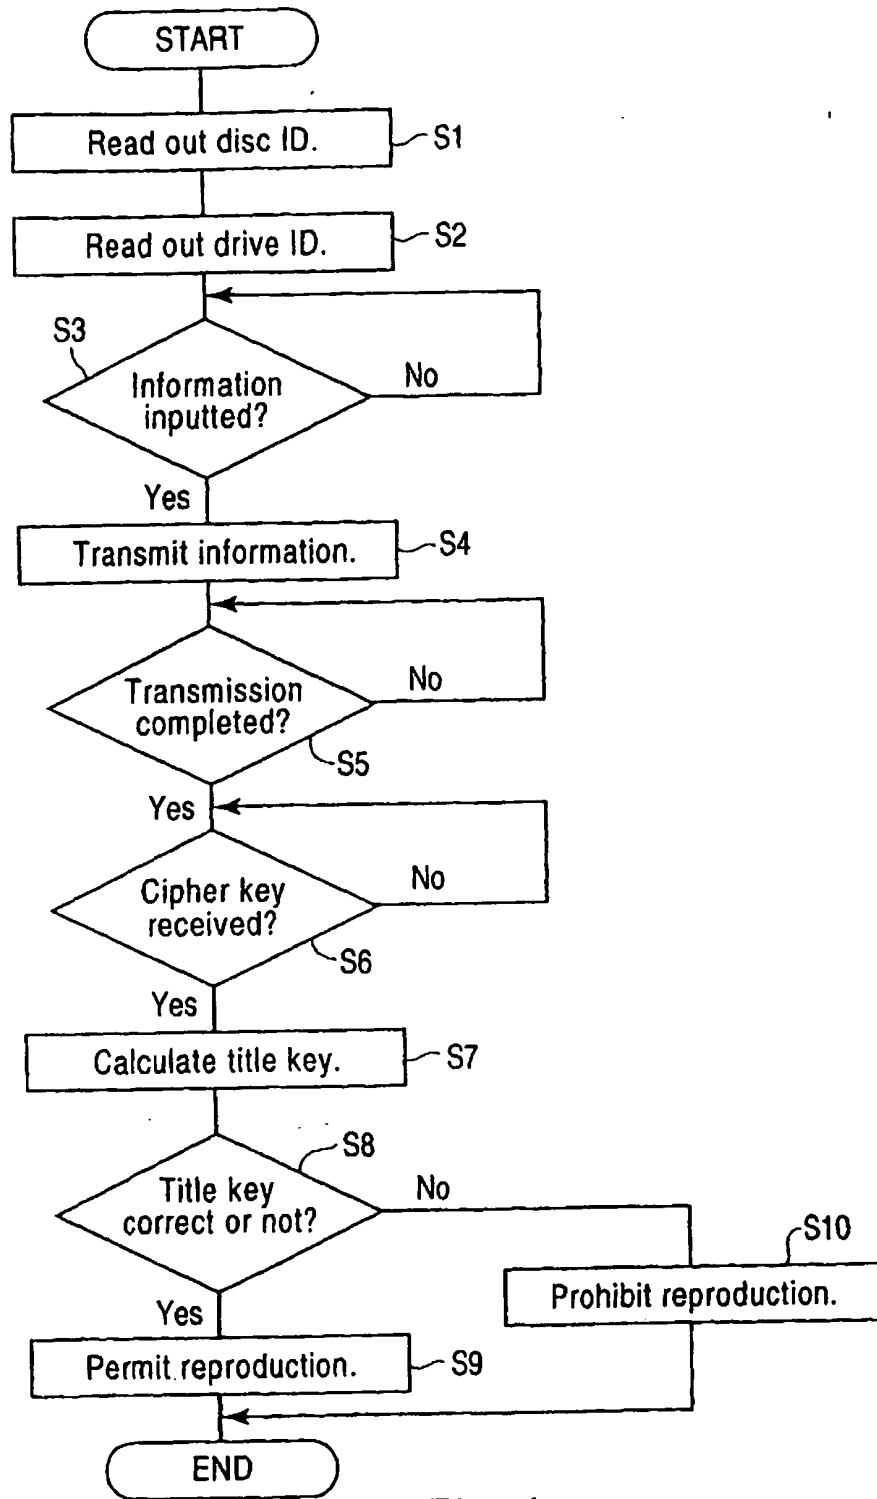 START
Read out disc ID.
S1
Read out drive ID.
S2
S3
Information
inputted?
No
Yes
Transmit information.
S4
Transmission
completed?
No
S5
Yes
Cipher key
received?
No
S6
Yes
Calculate title key.
S7
S8
Title key
correct or not?
No
S10
Prohibit reproduction.
Yes
Permit reproduction.
S9
END